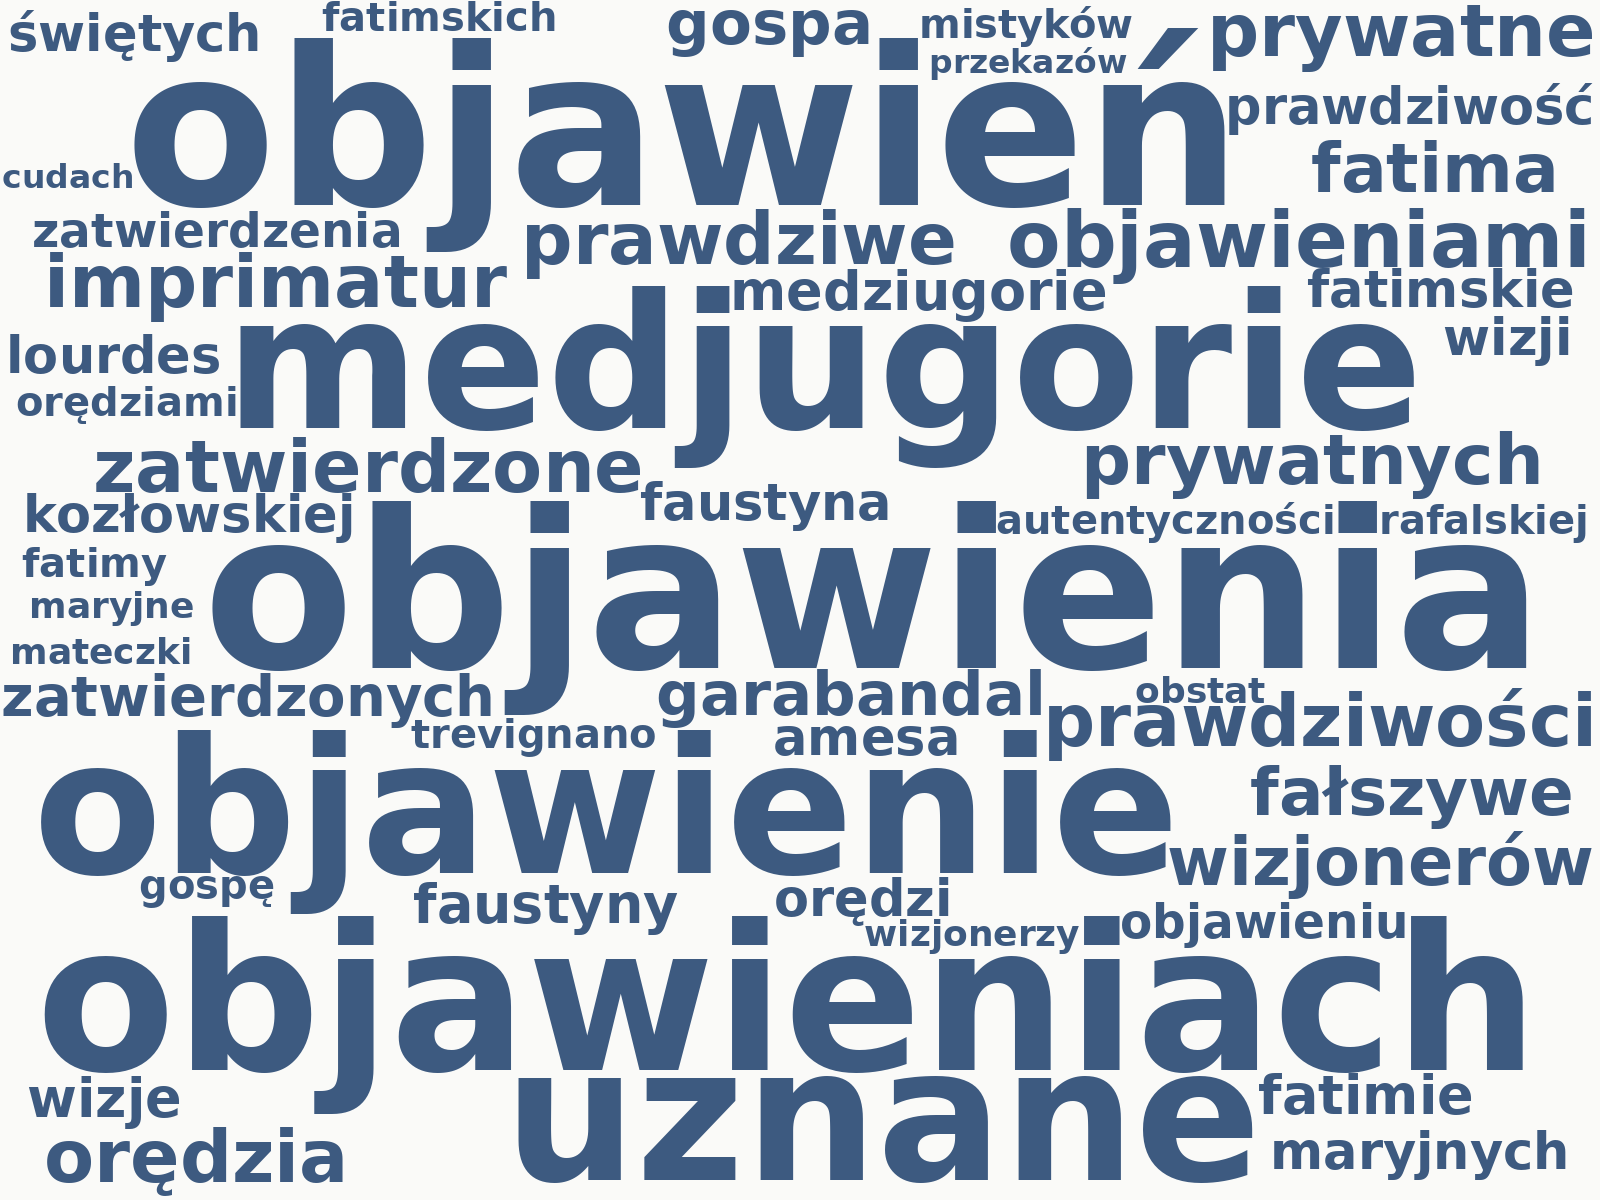 świętych fatimskich gospa mistyków prywatne
przekazów
objawień prawdziwość
cudach fatima
zatwierdzenia prawdziwe objawieniami
imprimatur medziugorie fatimskie
lourdes medjugorie wizji
orędziami
zatwierdzone prywatnych
kozłowskiej faustyna autentyczności rafalskiej
fatimy objawienia
maryjne
mateczki
zatwierdzonych garabandal obstat
trevignano amesa prawdziwości
objawienie fałszywe
wizjonerów
gospę faustyny orędzi
wizjonerzy objawieniu
objawieniach
wizje uznane fatimie
orędzia maryjnych